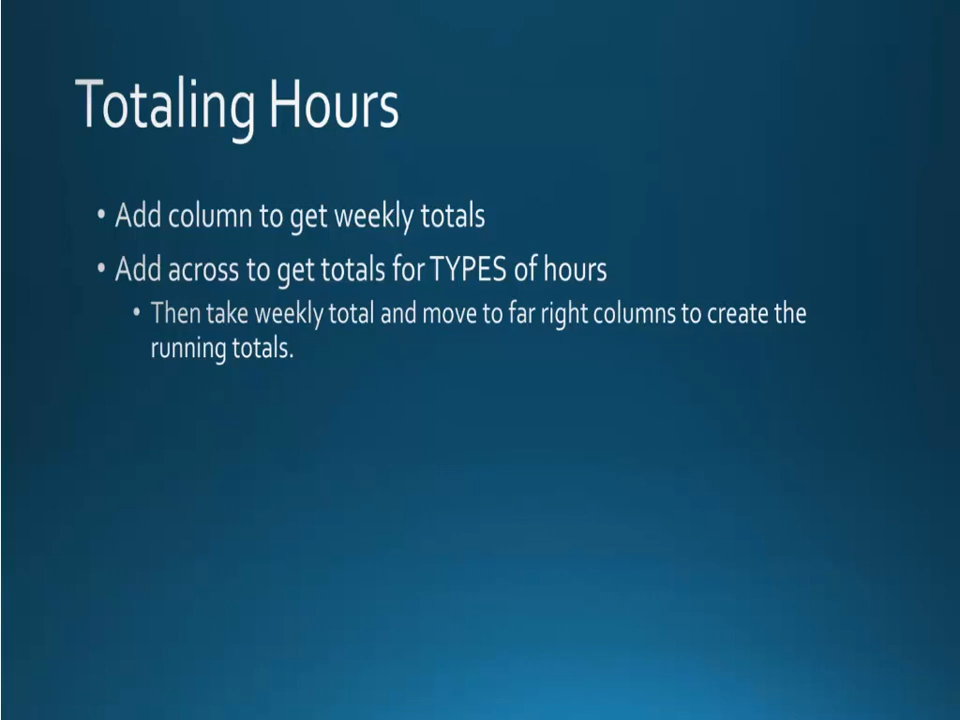 Totaling Hours
• Add column to get weekly totals
• Add across to get totals for TYPES of hours
• Then take weekly total and move to far right columns to create the
running totals.